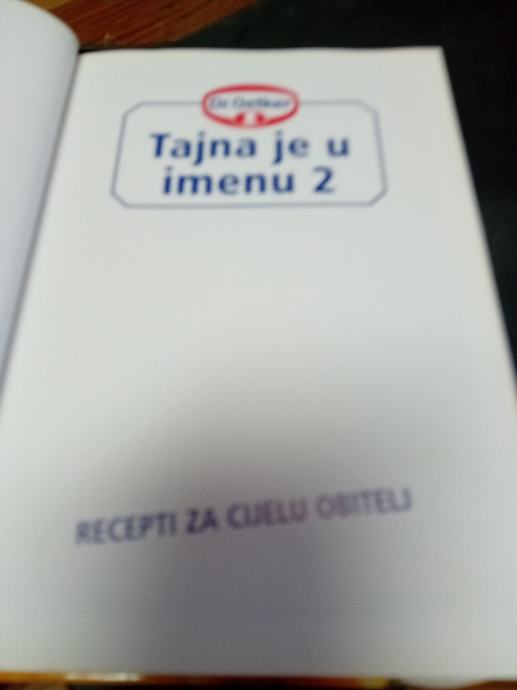 Dr. Oetker
Tajna je u
imenu 2
RECEPTI ZA CIJELU OBITELJ